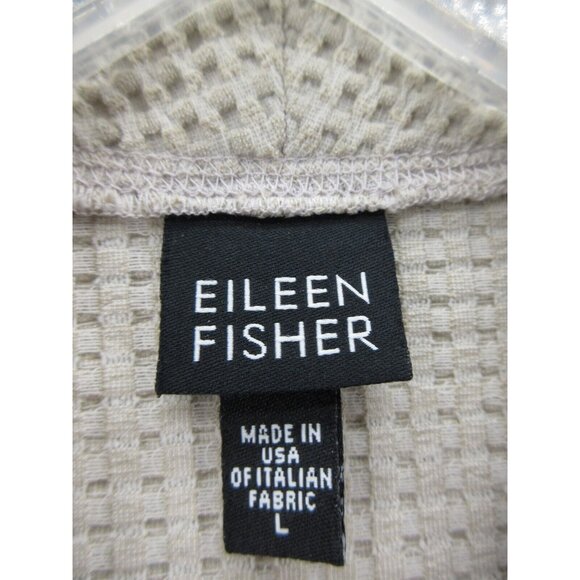 EILEEN
FISHER
MADE IN
USA
OF ITALIAN
FABRIC
L